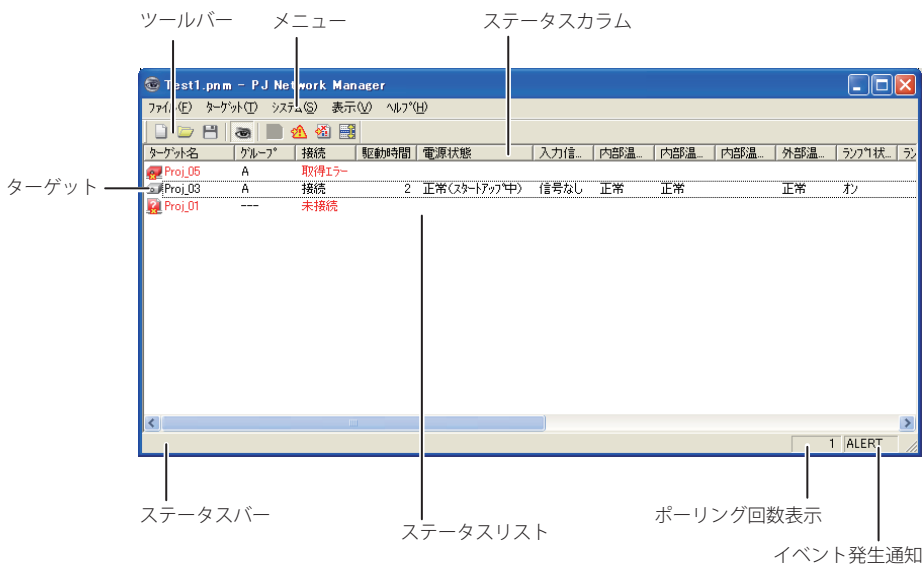 ツールバー メニュー ステータスカラム
Test1.pnm - PJ Network Manager
ファイル(F) ターゲット(T) システム(S) 表示(V) ヘルプ(H)
ターゲット名 グループ 接続 駆動時間 電源状態 入力信... 内部温... 内部温... 内部温... 外部温... ランプ1状... ラン
Proj_05 A 取得エラー
ターゲット
Proj_03 A 接続 2 正常(スタートアップ中) 信号なし 正常 正常 正常 オン
Proj_01 --- 未接続
1 ALERT
ステータスバー
ステータスリスト
ポーリング回数表示
イベント発生通知